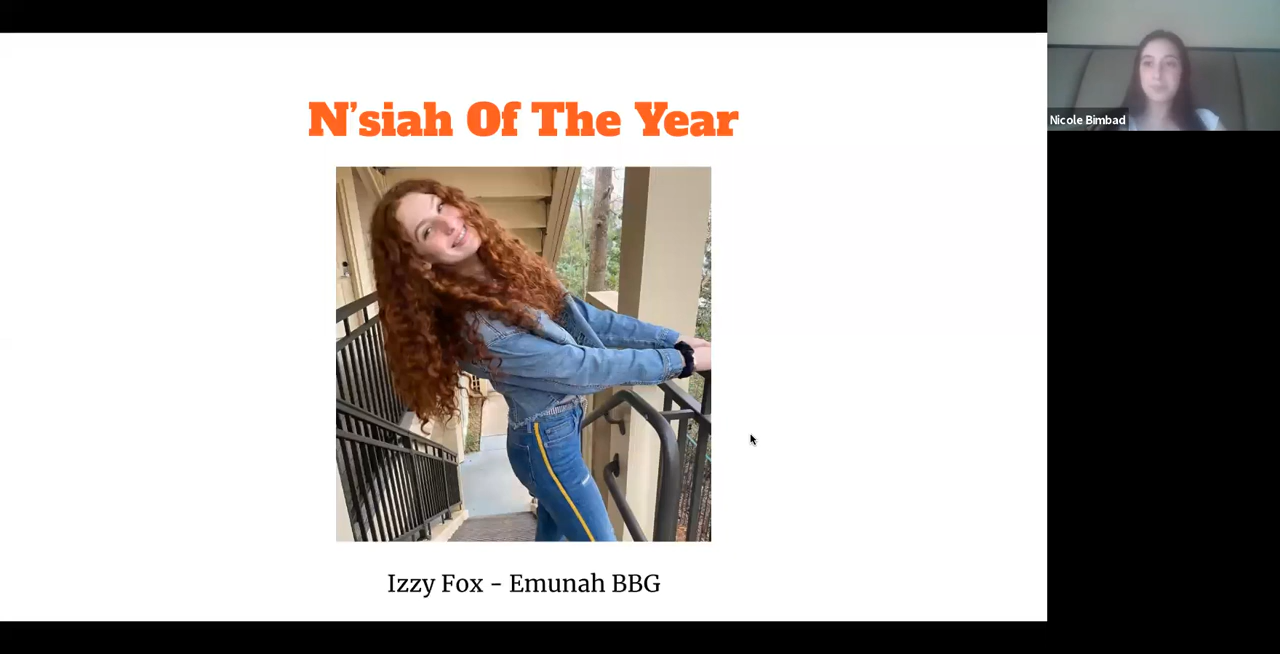 N'siah Of The Year
Nicole Bimbad
Izzy Fox - Emunah BBG